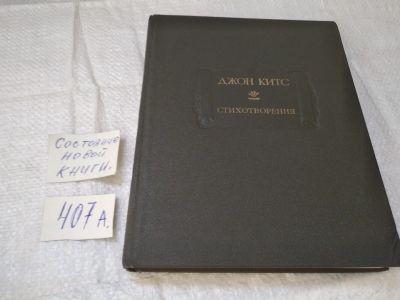 ДЖОН КИТС
СТИХОТВОРЕНИЯ
Состояние
новой
книги.
407 А.